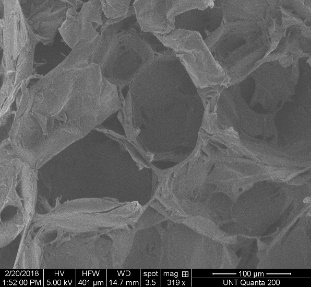 2/20/2018 HV HFW WD spot mag ⊞ 100 µm
1:52:00 PM 5.00 kV 401 µm 14.7 mm 3.5 319 x UNT Quanta 200